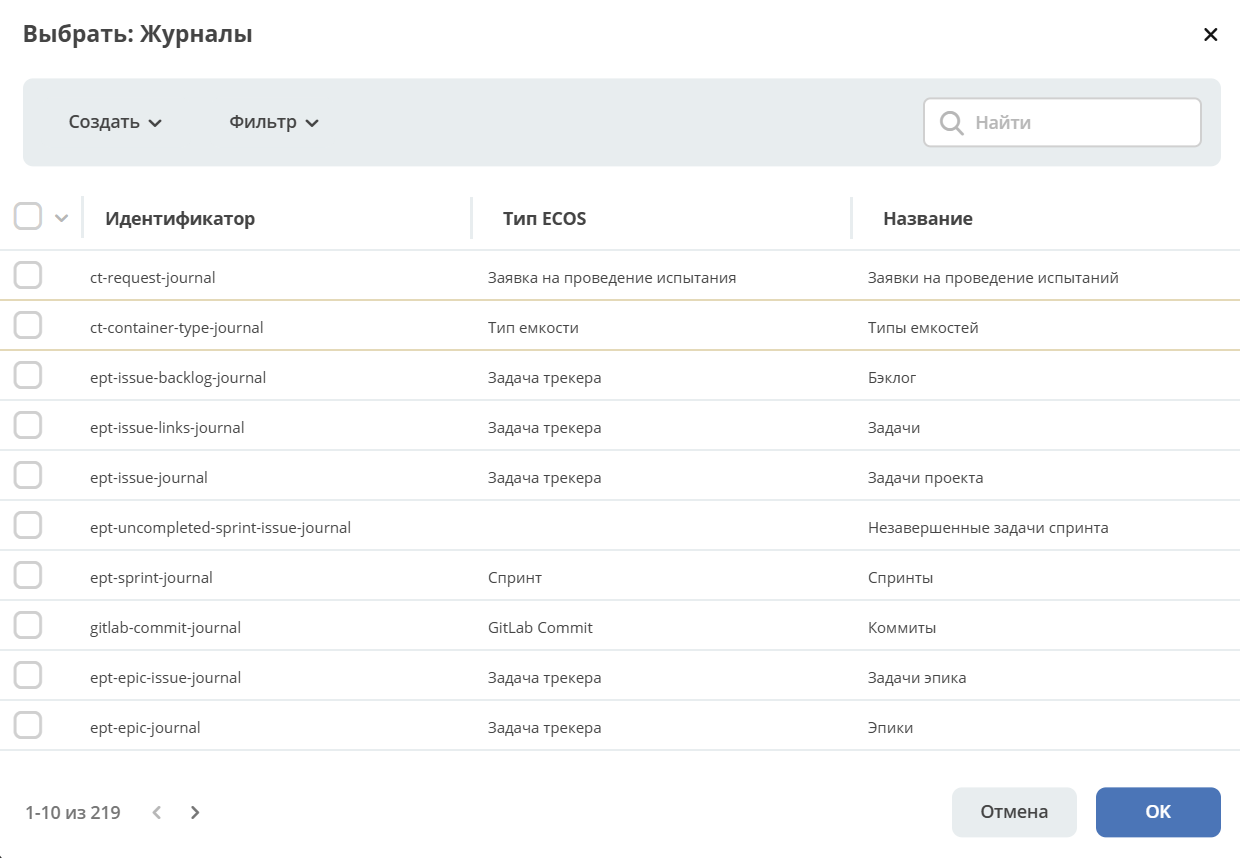 Выбрать: Журналы
Создать Фильтр Найти
Идентификатор Тип ECOS Название
ct-request-journal Заявка на проведение испытания Заявки на проведение испытаний
ct-container-type-journal Тип емкости Типы емкостей
ept-issue-backlog-journal Задача трекера Бэклог
ept-issue-links-journal Задача трекера Задачи
ept-issue-journal Задача трекера Задачи проекта
ept-uncompleted-sprint-issue-journal Незавершенные задачи спринта
ept-sprint-journal Спринт Спринты
gitlab-commit-journal GitLab Commit Коммиты
ept-epic-issue-journal Задача трекера Задачи эпика
ept-epic-journal Задача трекера Эпики
1-10 из 219 Отмена OK